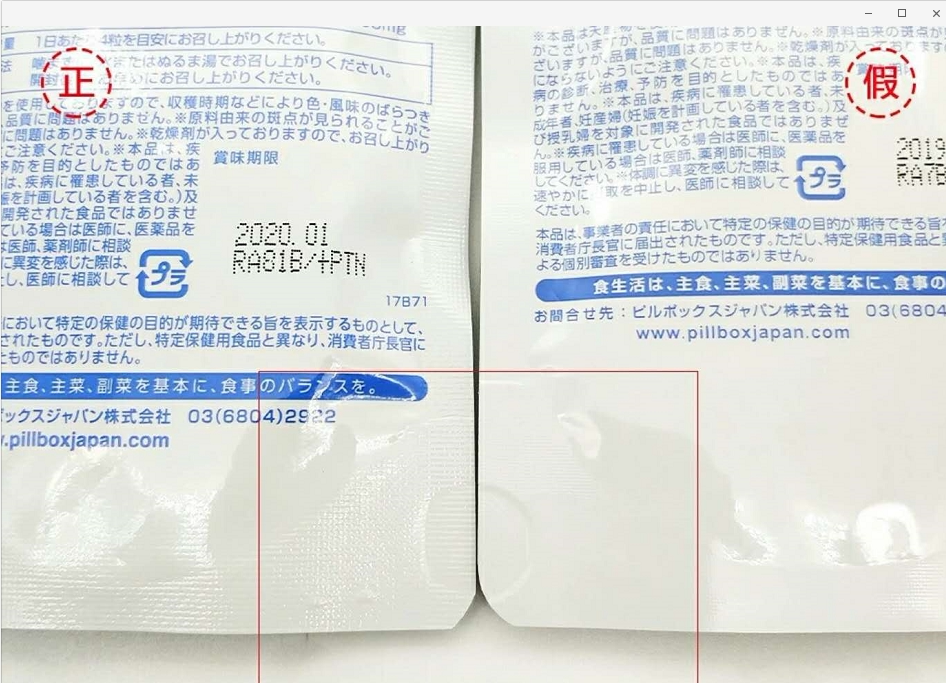 正
1日あたり4粒を目安にお召し上がりください。
またはぬるま湯でお召し上がりください。
を使用しておりますので、収穫時期などにより色・風味のばらつき
品質に問題はありません。※原料由来の斑点が見られることがご
に問題はありません。※乾燥剤が入っておりますので、お召し上がり
ご注意ください。※本品は、疾
予防を目的としたものではあ
は、疾病に罹患している者、未
娠を計画している者を含む。)及
開発された食品ではありませ
ている場合は医師に、医薬品を
は医師、薬剤師に相談
に異変を感じた際は、
し、医師に相談して
賞味期限
2020.01
RA81B/+PTN
プラ
17B71
において特定の保健の目的が期待できる旨を表示するものとして、
されたものです。ただし、特定保健用食品と異なり、消費者庁長官に
たものではありません。
主食、主菜、副菜を基本に、食事のバランスを。
ボックスジャパン株式会社 03(6804)2922
.pillboxjapan.com
假
がございますが、品質に問題はありません。※原料由来の斑点が
ざいますが、品質に問題はありません。※乾燥剤が入っており
にならないようにご注意ください。※本品は、疾
病の診断、治療、予防を目的としたものではあ
りません。※本品は、疾病に罹患している者、未
成年者、妊産婦(妊娠を計画している者を含む。)及
び授乳婦を対象に開発された食品ではありませ
ん。※疾病に罹患している場合は医師に、医薬品を
服用している場合は医師、薬剤師に相談
してください。※体調に異変を感じた際は、
速やかに 取を中止し、医師に相談して
ください。
プラ
2019
RA7B
本品は、事業者の責任において特定の保健の目的が期待できる旨
消費者庁長官に届出されたものです。ただし、特定保健用食品と
よる個別審査を受けたものではありません。
食生活は、主食、主菜、副菜を基本に、食事の
お問合せ先：ピルボックスジャパン株式会社 03(6804
www.pillboxjapan.com